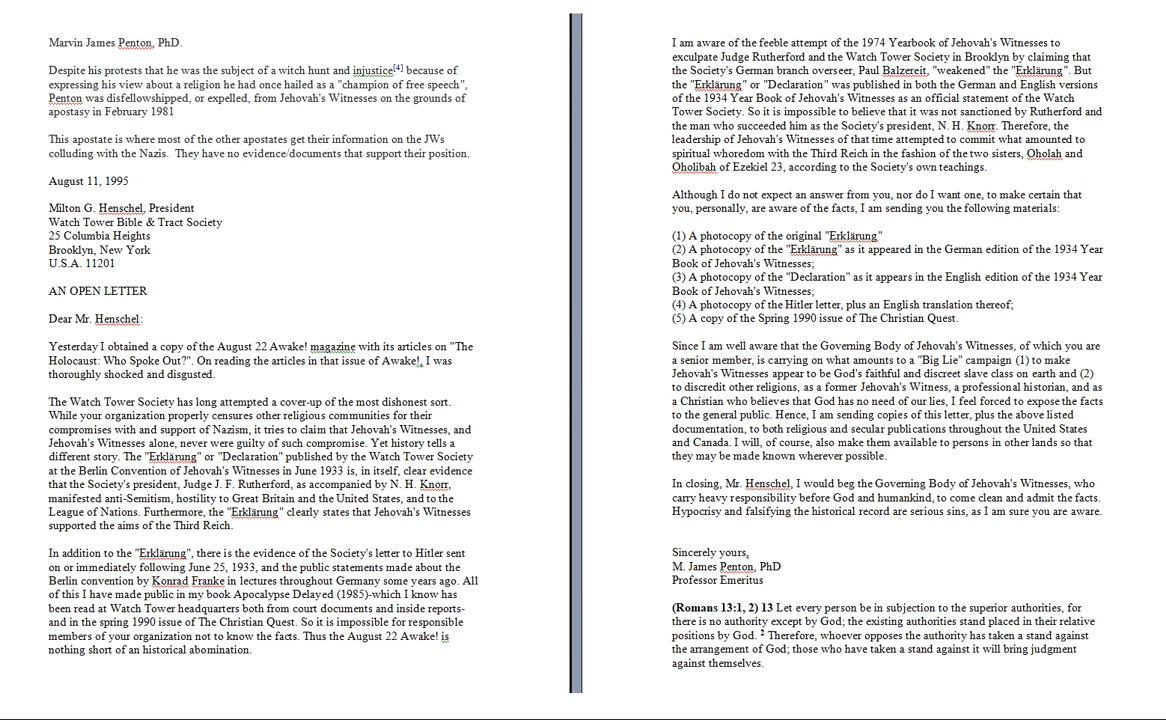 Marvin James Penton, PhD.
Despite his protests that he was the subject of a witch hunt and injustice[4] because of
expressing his view about a religion he had once hailed as a "champion of free speech",
Penton was disfellowshipped, or expelled, from Jehovah's Witnesses on the grounds of
apostasy in February 1981
This apostate is where most of the other apostates get their information on the JWs
colluding with the Nazis. They have no evidence/documents that support their position.
August 11, 1995
Milton G. Henschel, President
Watch Tower Bible & Tract Society
25 Columbia Heights
Brooklyn, New York
U.S.A. 11201
AN OPEN LETTER
Dear Mr. Henschel:
Yesterday I obtained a copy of the August 22 Awake! magazine with its articles on "The
Holocaust: Who Spoke Out?". On reading the articles in that issue of Awake!, I was
thoroughly shocked and disgusted.
The Watch Tower Society has long attempted a cover-up of the most dishonest sort.
While your organization properly censures other religious communities for their
compromises with and support of Nazism, it tries to claim that Jehovah's Witnesses, and
Jehovah's Witnesses alone, never were guilty of such compromise. Yet history tells a
different story. The "Erklärung" or "Declaration" published by the Watch Tower Society
at the Berlin Convention of Jehovah's Witnesses in June 1933 is, in itself, clear evidence
that the Society's president, Judge J. F. Rutherford, as accompanied by N. H. Knorr,
manifested anti-Semitism, hostility to Great Britain and the United States, and to the
League of Nations. Furthermore, the "Erklärung" clearly states that Jehovah's Witnesses
supported the aims of the Third Reich.
In addition to the "Erklärung", there is the evidence of the Society's letter to Hitler sent
on or immediately following June 25, 1933, and the public statements made about the
Berlin convention by Konrad Franke in lectures throughout Germany some years ago. All
of this I have made public in my book Apocalypse Delayed (1985)-which I know has
been read at Watch Tower headquarters both from court documents and inside reports-
and in the spring 1990 issue of The Christian Quest. So it is impossible for responsible
members of your organization not to know the facts. Thus the August 22 Awake! is
nothing short of an historical abomination.
I am aware of the feeble attempt of the 1974 Yearbook of Jehovah's Witnesses to
exculpate Judge Rutherford and the Watch Tower Society in Brooklyn by claiming that
the Society's German branch overseer, Paul Balzereit, "weakened" the "Erklärung". But
the "Erklärung" or "Declaration" was published in both the German and English versions
of the 1934 Year Book of Jehovah's Witnesses as an official statement of the Watch
Tower Society. So it is impossible to believe that it was not sanctioned by Rutherford and
the man who succeeded him as the Society's president, N. H. Knorr. Therefore, the
leadership of Jehovah's Witnesses of that time attempted to commit what amounted to
spiritual whoredom with the Third Reich in the fashion of the two sisters, Oholah and
Oholibah of Ezekiel 23, according to the Society's own teachings.
Although I do not expect an answer from you, nor do I want one, to make certain that
you, personally, are aware of the facts, I am sending you the following materials:
(1) A photocopy of the original "Erklärung"
(2) A photocopy of the "Erklärung" as it appeared in the German edition of the 1934 Year
Book of Jehovah's Witnesses;
(3) A photocopy of the "Declaration" as it appears in the English edition of the 1934 Year
Book of Jehovah's Witnesses;
(4) A photocopy of the Hitler letter, plus an English translation thereof;
(5) A copy of the Spring 1990 issue of The Christian Quest.
Since I am well aware that the Governing Body of Jehovah's Witnesses, of which you are
a senior member, is carrying on what amounts to a "Big Lie" campaign (1) to make
Jehovah's Witnesses appear to be God's faithful and discreet slave class on earth and (2)
to discredit other religions, as a former Jehovah's Witness, a professional historian, and as
a Christian who believes that God has no need of our lies, I feel forced to expose the facts
to the general public. Hence, I am sending copies of this letter, plus the above listed
documentation, to both religious and secular publications throughout the United States
and Canada. I will, of course, also make them available to persons in other lands so that
they may be made known wherever possible.
In closing, Mr. Henschel, I would beg the Governing Body of Jehovah's Witnesses, who
carry heavy responsibility before God and humankind, to come clean and admit the facts.
Hypocrisy and falsifying the historical record are serious sins, as I am sure you are aware.
Sincerely yours,
M. James Penton, PhD
Professor Emeritus
(Romans 13:1, 2) 13 Let every person be in subjection to the superior authorities, for
there is no authority except by God; the existing authorities stand placed in their relative
positions by God. 2 Therefore, whoever opposes the authority has taken a stand against
the arrangement of God; those who have taken a stand against it will bring judgment
against themselves.